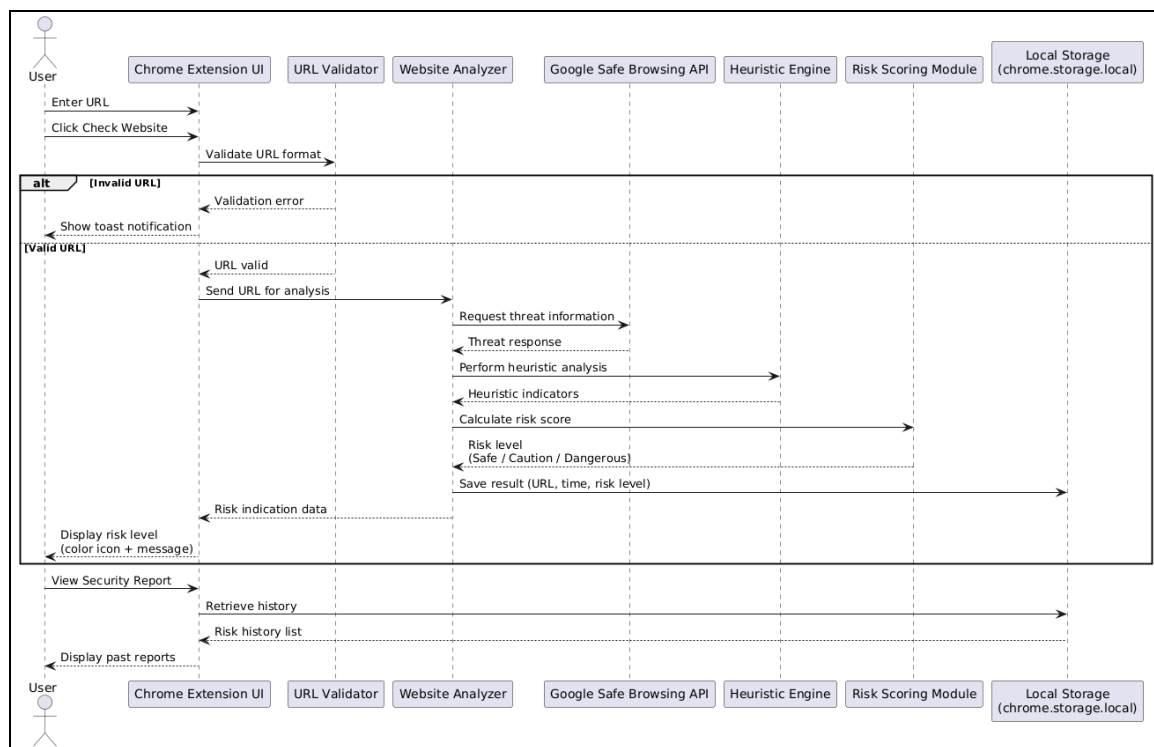 User
Chrome Extension UI
URL Validator
Website Analyzer
Google Safe Browsing API
Heuristic Engine
Risk Scoring Module
Local Storage
(chrome.storage.local)
Enter URL
Click Check Website
Validate URL format
alt
[Invalid URL]
Validation error
Show toast notification
[Valid URL]
URL valid
Send URL for analysis
Request threat information
Threat response
Perform heuristic analysis
Heuristic indicators
Calculate risk score
Risk level
(Safe / Caution / Dangerous)
Save result (URL, time, risk level)
Risk indication data
Display risk level
(color icon + message)
View Security Report
Retrieve history
Risk history list
Display past reports
User
Chrome Extension UI
URL Validator
Website Analyzer
Google Safe Browsing API
Heuristic Engine
Risk Scoring Module
Local Storage
(chrome.storage.local)